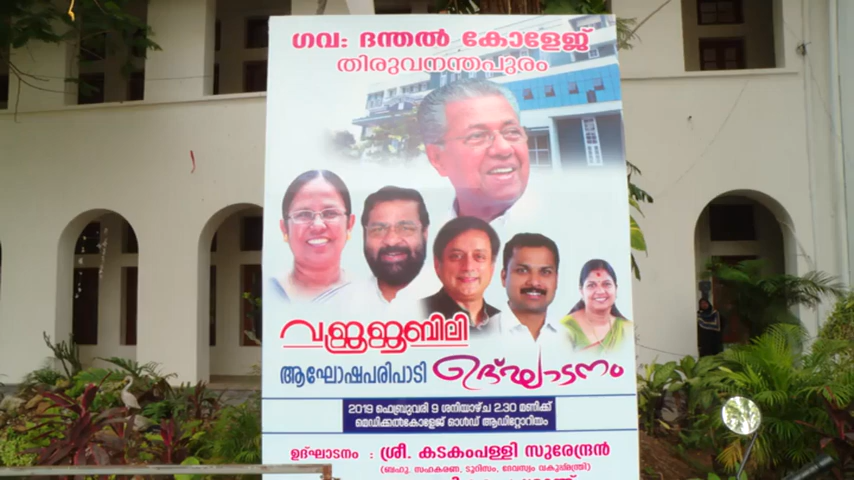 ഗവ: ദന്തൽ കോളേജ്
തിരുവനന്തപുരം
വജ്രജൂബിലി
ആഘോഷപരിപാടി ഉദ്ഘാടനം
2019 ഫെബ്രുവരി 9 ശനിയാഴ്ച 2.30 മണിക്ക്
മെഡിക്കൽകോളേജ് ഓൾഡ് ആഡിറ്റോറിയം
ഉദ്ഘാടനം : ശ്രീ. കടകംപള്ളി സുരേന്ദ്രൻ
(ബഹു. സഹകരണ, ടൂറിസം, ദേവസ്വം വകുപ്പ്മന്ത്രി)